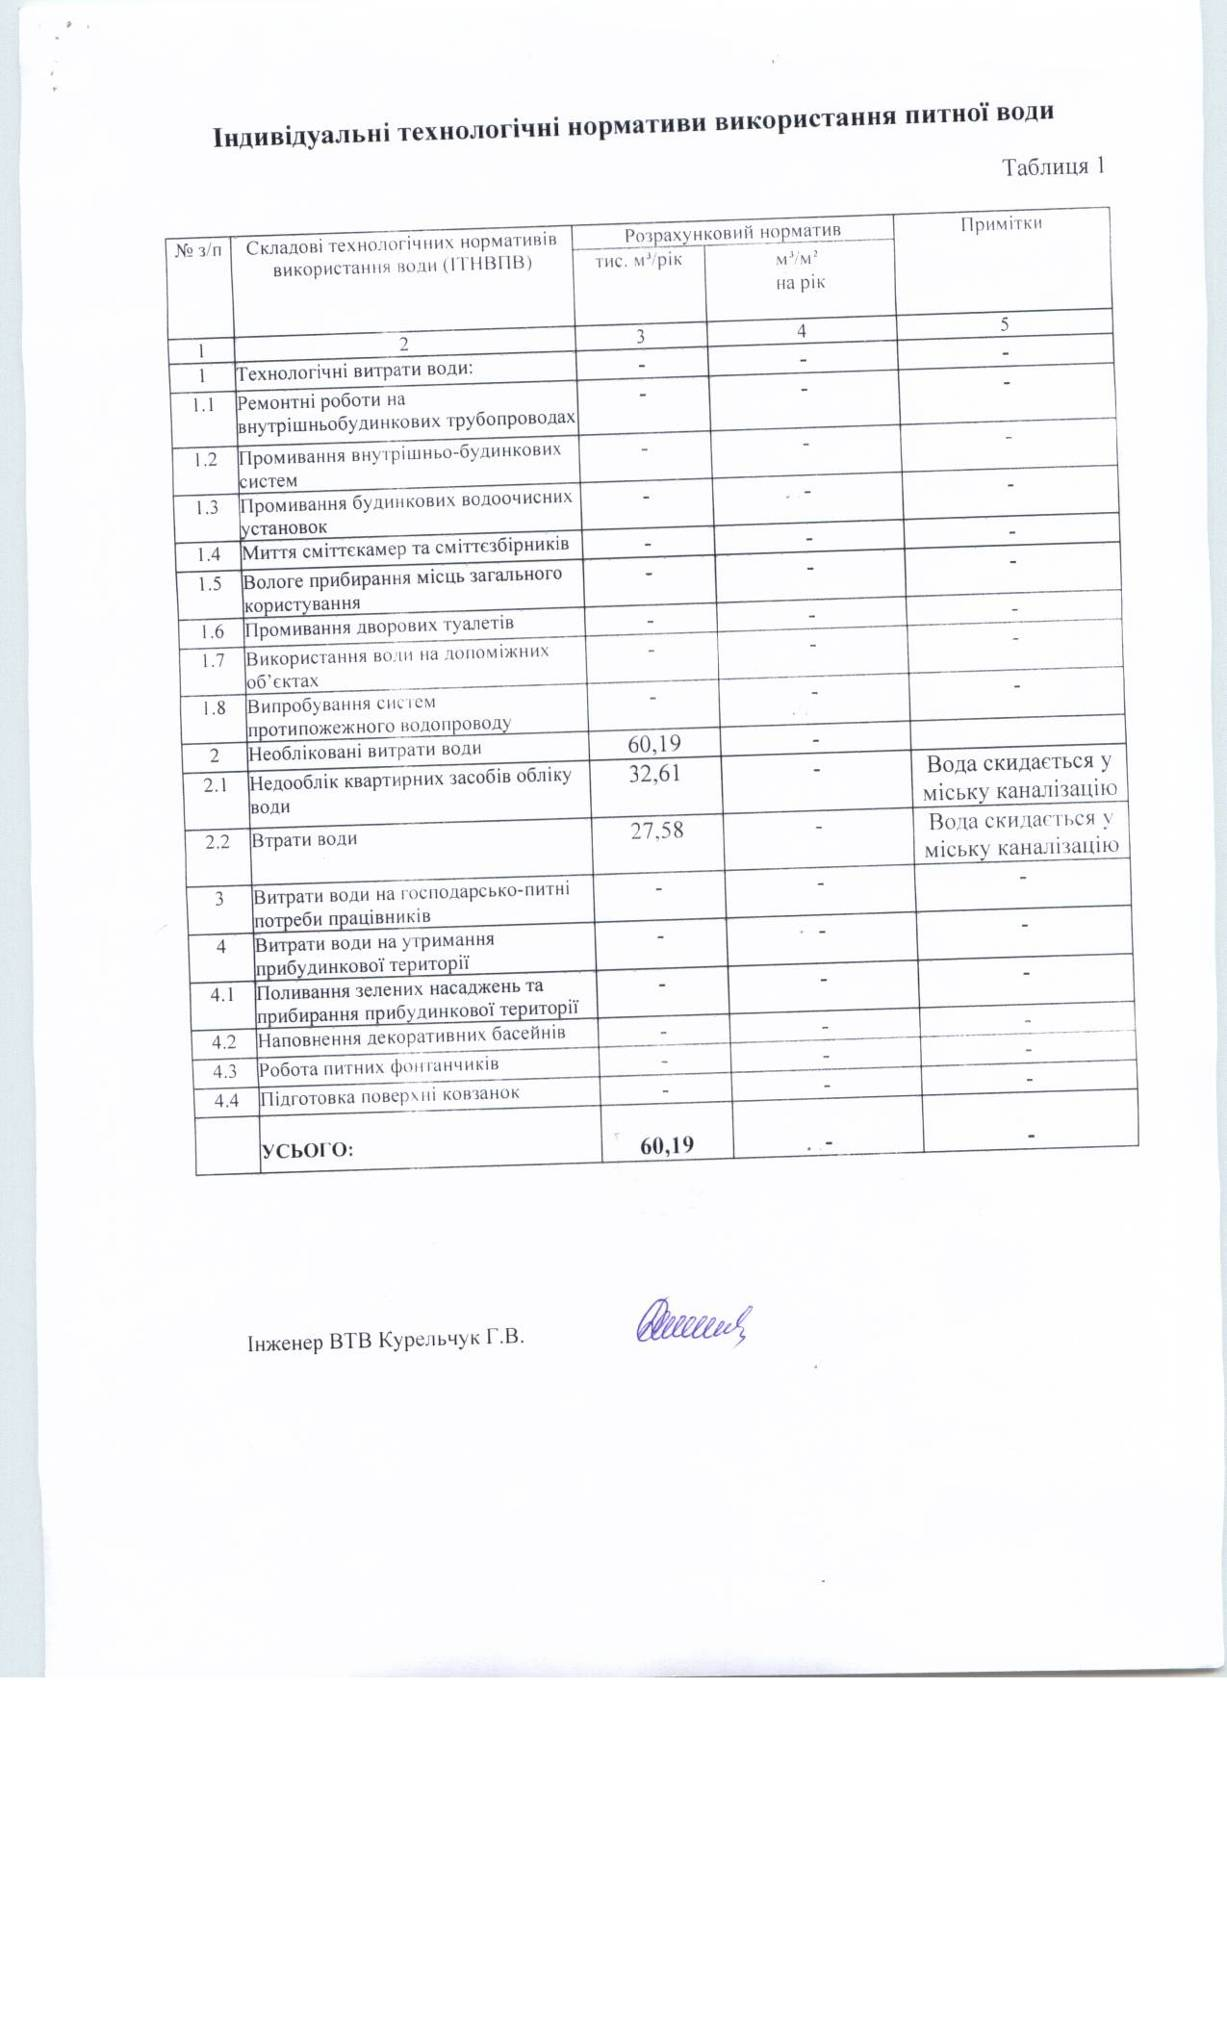 Індивідуальні технологічні нормативи використання питної води
Таблиця 1
№ з/п
Складові технологічних нормативів
використання води (ІТНВПВ)
Розрахунковий норматив
Примітки
тис. м³/рік
м³/м²
на рік
1 2 3 4 5
1 Технологічні витрати води: - - -
1.1 Ремонтні роботи на - - -
внутрішньобудинкових трубопроводах
1.2 Промивання внутрішньо-будинкових - - -
систем
1.3 Промивання будинкових водоочисних - - -
установок
1.4 Миття сміттєкамер та сміттєзбірників - - -
1.5 Вологе прибирання місць загального - - -
користування
1.6 Промивання дворових туалетів - - -
1.7 Використання води на допоміжних - - -
об’єктах
1.8 Випробування систем - - -
протипожежного водопроводу
2 Необліковані витрати води 60,19 -
2.1 Недооблік квартирних засобів обліку 32,61 - Вода скидається у
води міську каналізацію
2.2 Втрати води 27,58 - Вода скидається у
міську каналізацію
3 Витрати води на господарсько-питні - - -
потреби працівників
4 Витрати води на утримання - - -
прибудинкової території
4.1 Поливання зелених насаджень та - - -
прибирання прибудинкової території
4.2 Наповнення декоративних басейнів - - -
4.3 Робота питних фонтанчиків - - -
4.4 Підготовка поверхні ковзанок - - -
УСЬОГО: 60,19 - -
Інженер ВТВ Курельчук Г.В.